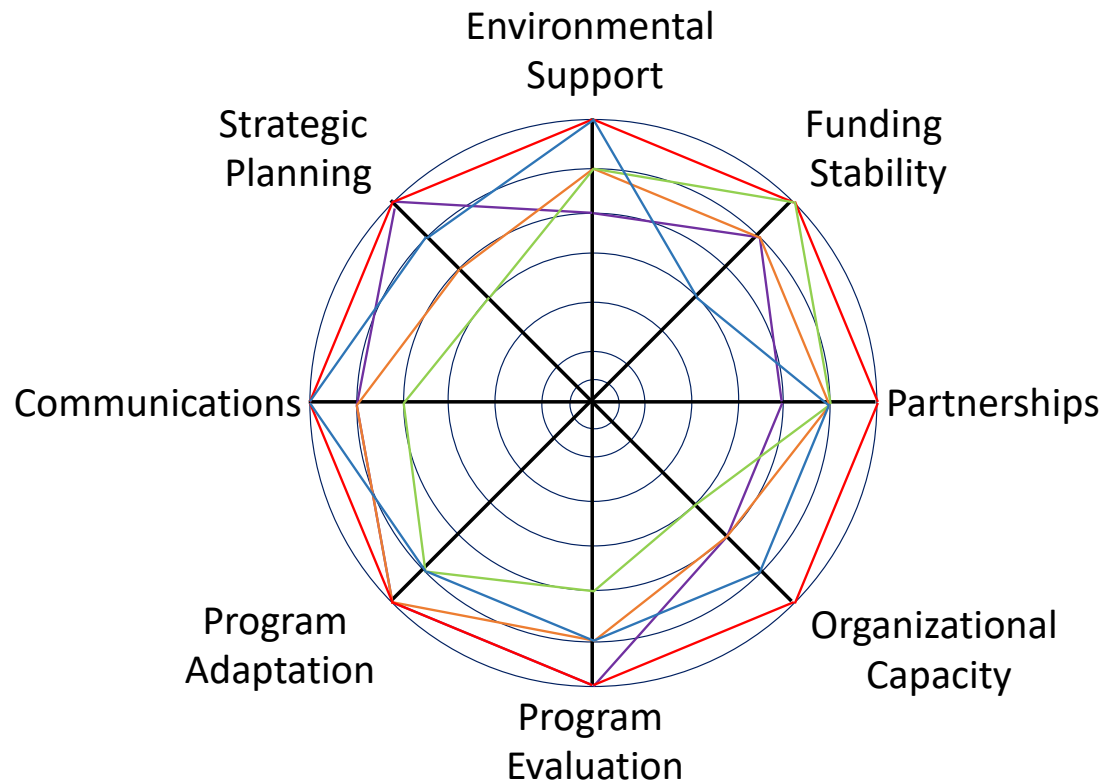 Environmental
Support
Funding
Stability
Partnerships
Organizational
Capacity
Program
Evaluation
Program
Adaptation
Communications
Strategic
Planning